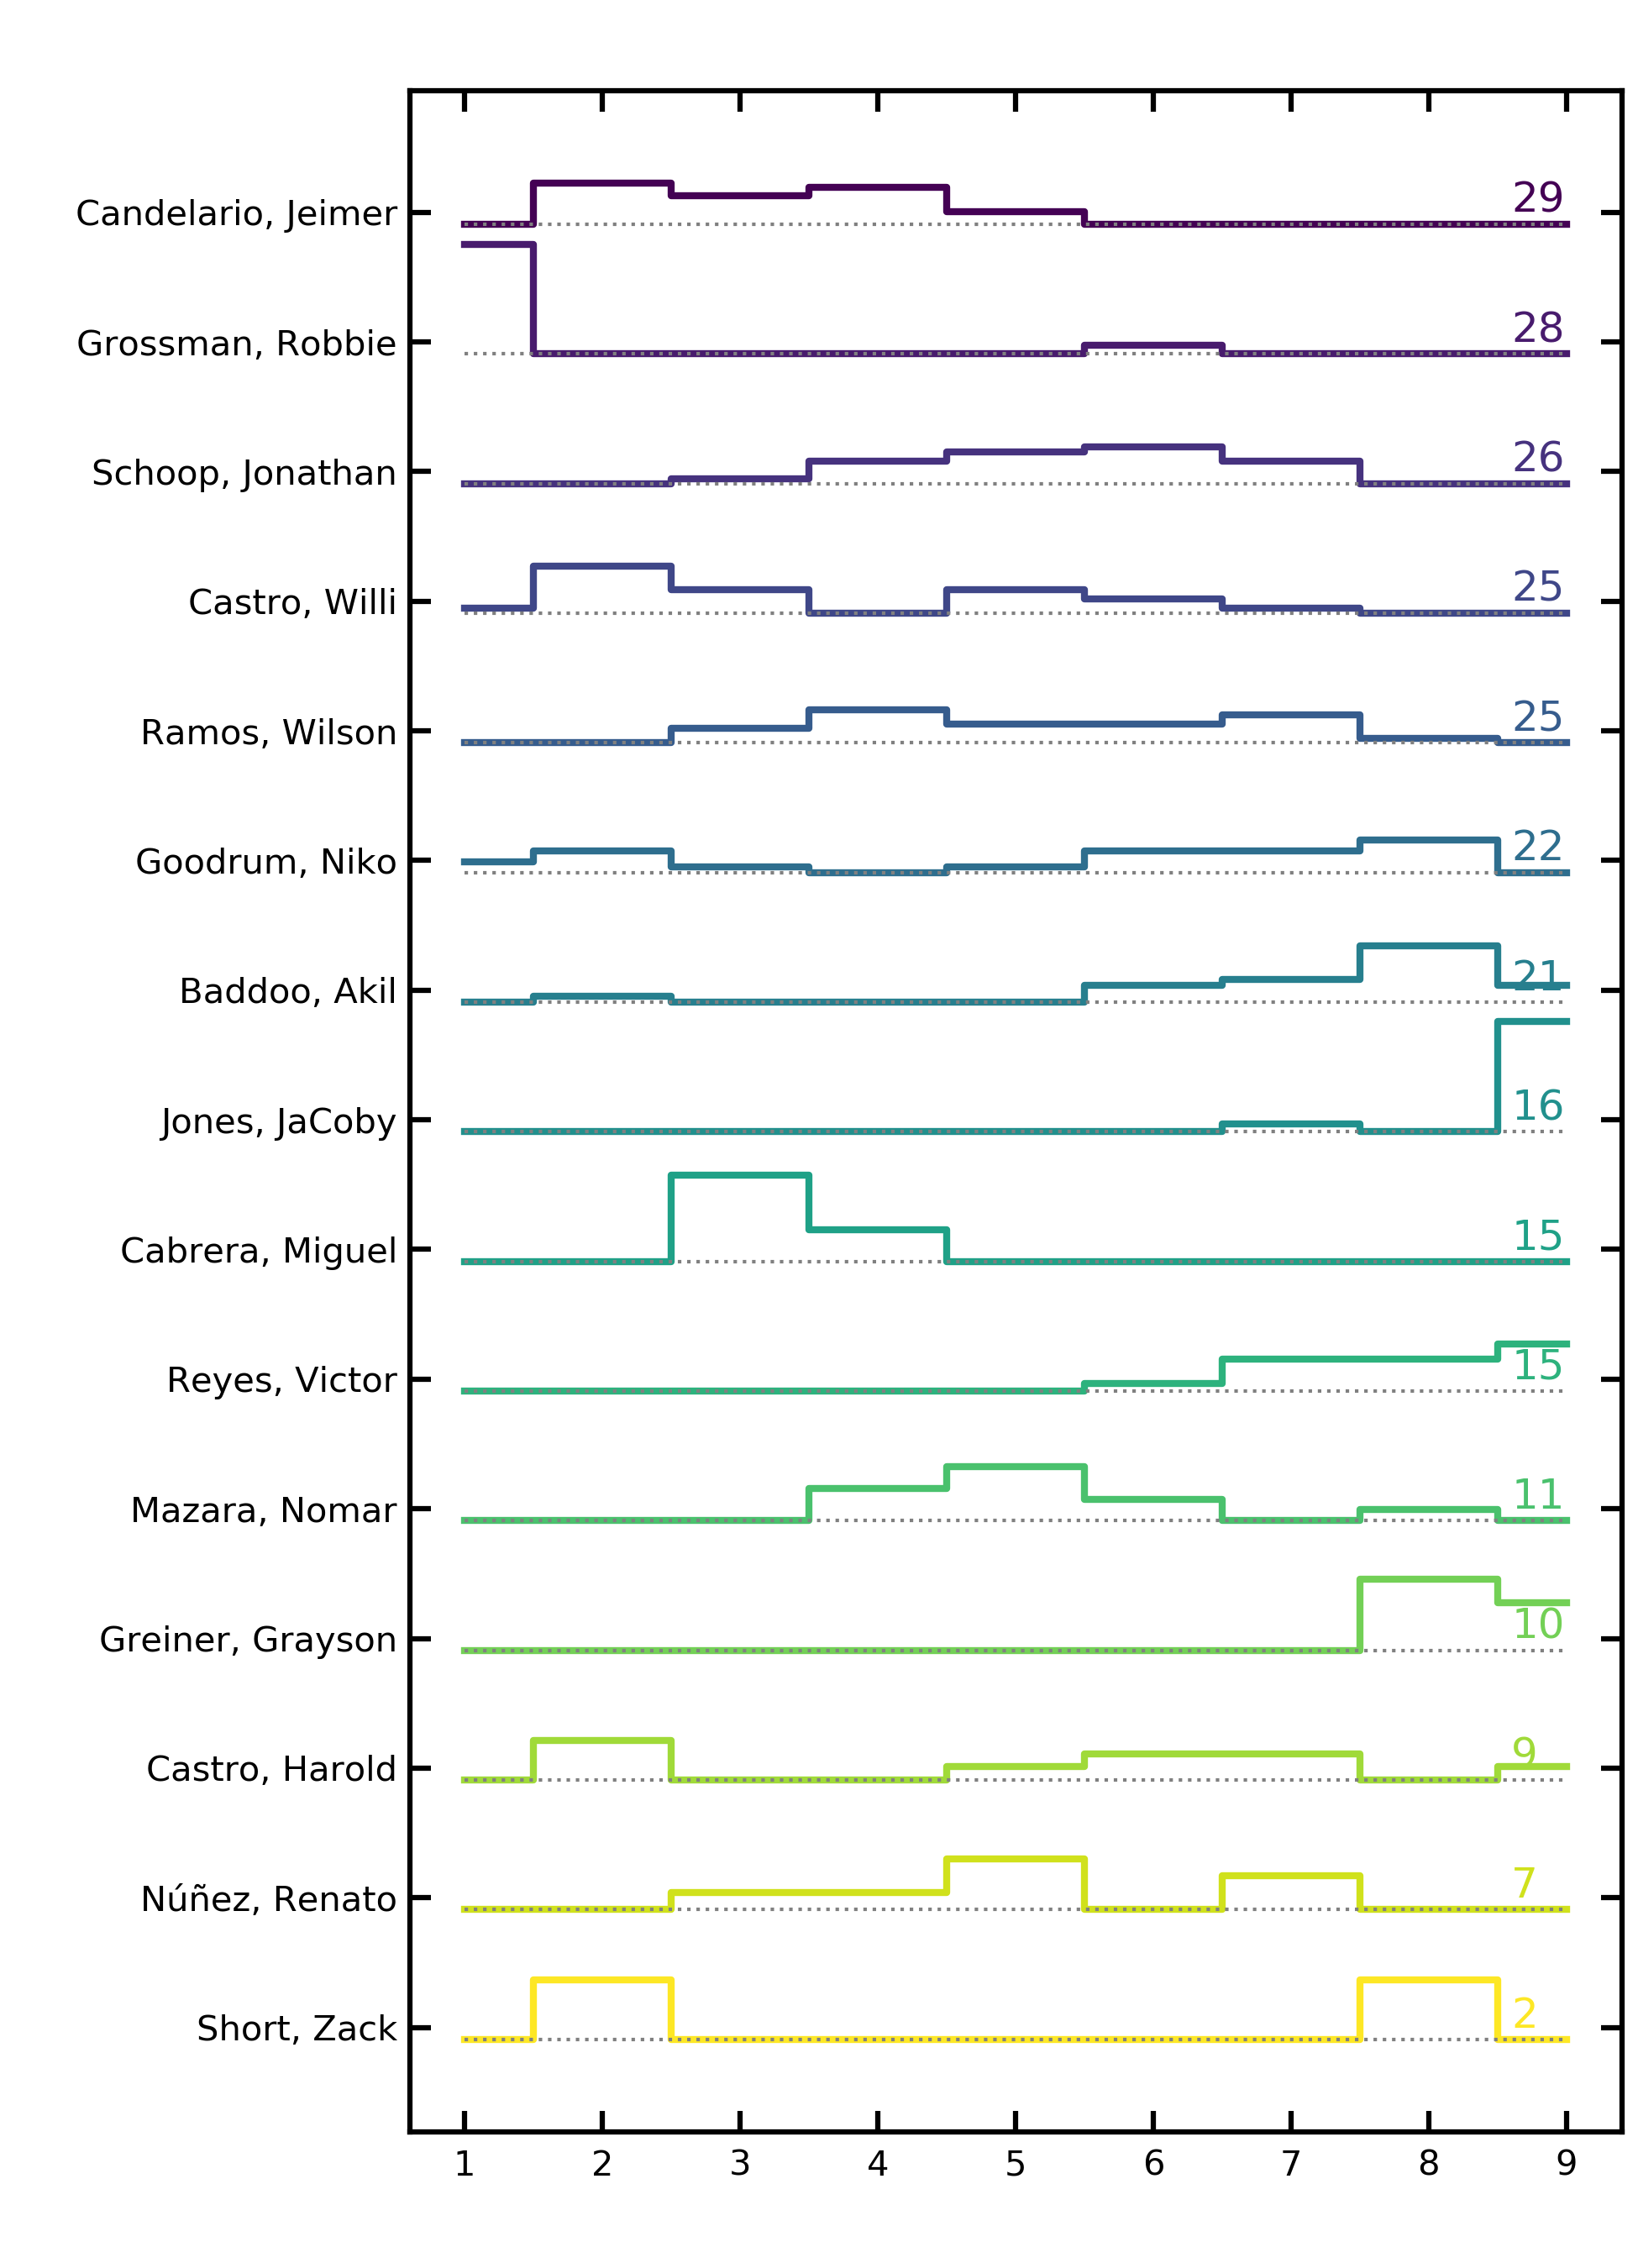 Candelario, Jeimer 29
Grossman, Robbie 28
Schoop, Jonathan 26
Castro, Willi 25
Ramos, Wilson 25
Goodrum, Niko 22
Baddoo, Akil 21
Jones, JaCoby 16
Cabrera, Miguel 15
Reyes, Victor 15
Mazara, Nomar 11
Greiner, Grayson 10
Castro, Harold 9
Núñez, Renato 7
Short, Zack 2
1 2 3 4 5 6 7 8 9